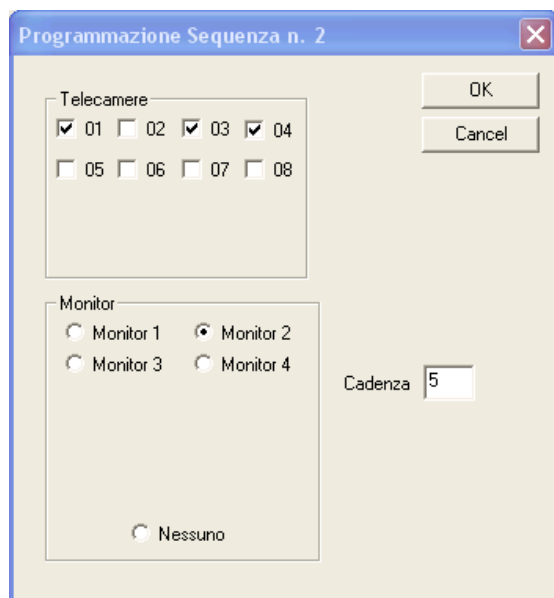 Programmazione Sequenza n. 2
OK
Cancel
Telecamere
01 02 03 04
05 06 07 08
Monitor
Monitor 1 Monitor 2
Monitor 3 Monitor 4
Nessuno
Cadenza 5